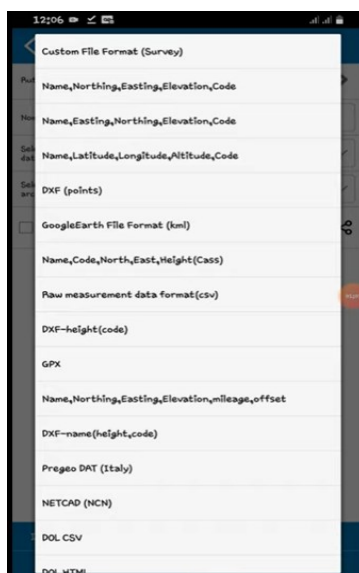 12:06
Custom File Format (Survey)
Name,Northing,Easting,Elevation,Code
Name,Easting,Northing,Elevation,Code
Name,Latitude,Longitude,Altitude,Code
DXF (points)
GoogleEarth File Format (kml)
Name,Code,North,East,Height(Cass)
Raw measurement data format(csv)
DXF-height(code)
GPX
Name,Northing,Easting,Elevation,mileage,offset
DXF-name(height,code)
Pregeo DAT (Italy)
NETCAD (NCN)
DOL CSV
DOL HTML